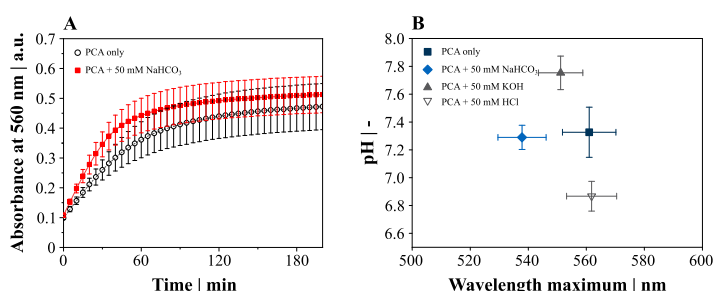 A
Absorbance at 560 nm | a.u.
0.7
0.6
0.5
0.4
0.3
0.2
0.1
0
0
60
120
180
Time | min
PCA only
PCA + 50 mM NaHCO₃
B
pH | -
8.0
7.8
7.6
7.4
7.2
7.0
6.8
6.6
6.4
500
520
540
560
580
600
Wavelength maximum | nm
PCA only
PCA + 50 mM NaHCO₃
PCA + 50 mM KOH
PCA + 50 mM HCl